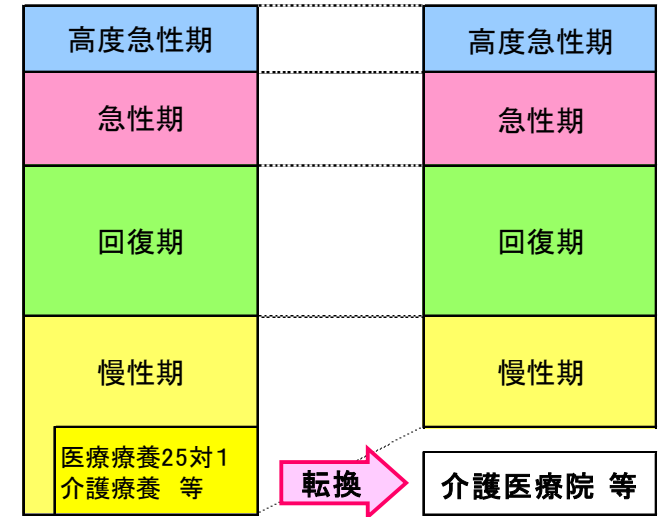 高度急性期
急性期
回復期
慢性期
医療療養25対1
介護療養 等
転換
高度急性期
急性期
回復期
慢性期
介護医療院 等